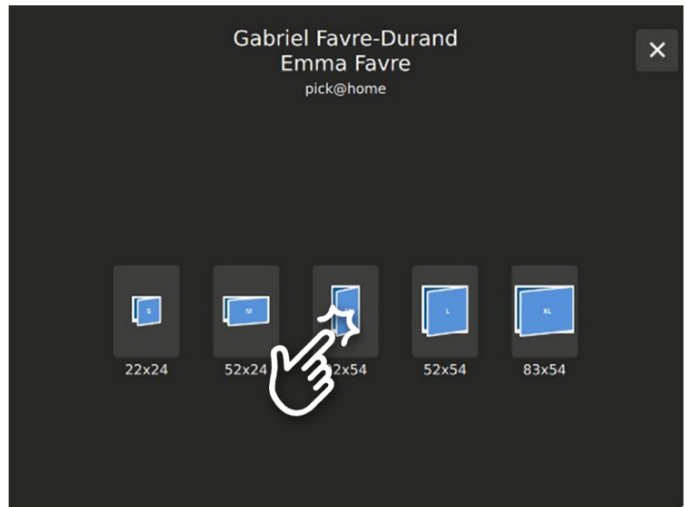 Gabriel Favre-Durand
Emma Favre
pick@home
S
M
L
XL
22x24
52x24
52x54
83x54